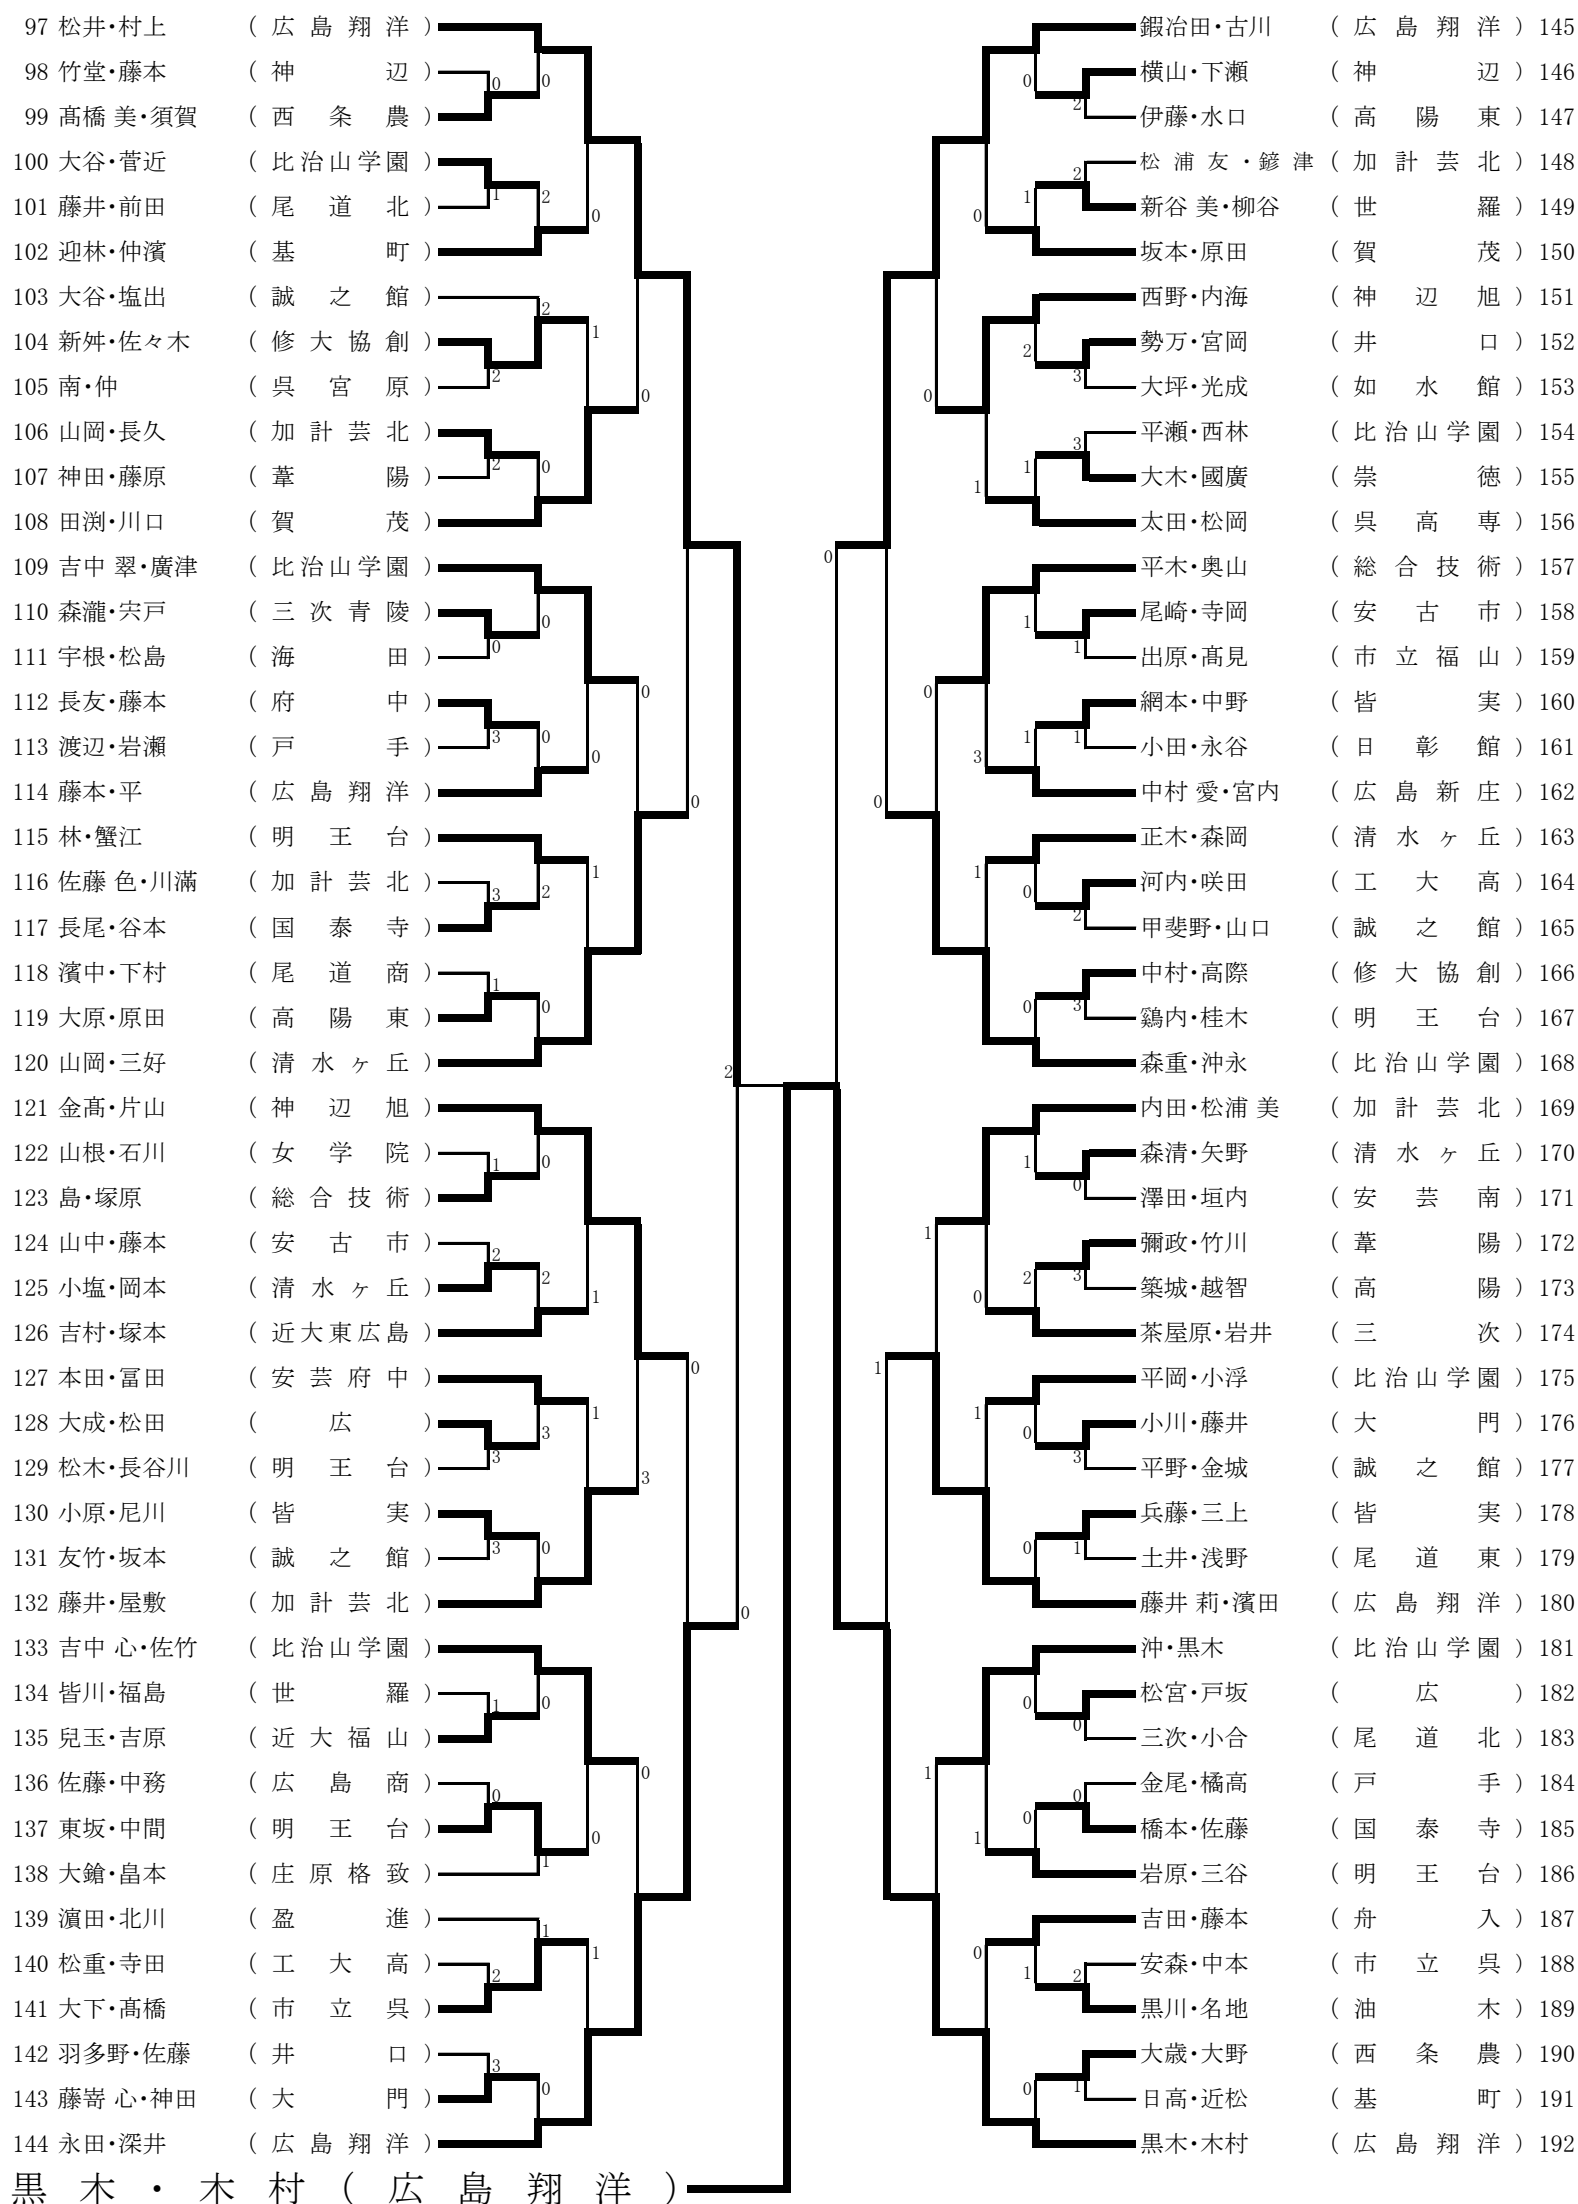 97 松井・村上 ( 広島翔洋 )
98 竹堂・藤本 ( 神辺 )
99 髙橋 美・須賀 ( 西条農 )
100 大谷・菅近 ( 比治山学園 )
101 藤井・前田 ( 尾道北 )
102 迎林・仲濱 ( 基町 )
103 大谷・塩出 ( 誠之館 )
104 新舛・佐々木 ( 修大協創 )
105 南・仲 ( 呉宮原 )
106 山岡・長久 ( 加計芸北 )
107 神田・藤原 ( 葦陽 )
108 田渕・川口 ( 賀茂 )
109 吉中 翠・廣津 ( 比治山学園 )
110 森瀧・宍戸 ( 三次青陵 )
111 宇根・松島 ( 海田 )
112 長友・藤本 ( 府中 )
113 渡辺・岩瀬 ( 戸手 )
114 藤本・平 ( 広島翔洋 )
115 林・蟹江 ( 明王台 )
116 佐藤 色・川滿 ( 加計芸北 )
117 長尾・谷本 ( 国泰寺 )
118 濱中・下村 ( 尾道商 )
119 大原・原田 ( 高陽東 )
120 山岡・三好 ( 清水ヶ丘 )
121 金髙・片山 ( 神辺旭 )
122 山根・石川 ( 女学院 )
123 島・塚原 ( 総合技術 )
124 山中・藤本 ( 安古市 )
125 小塩・岡本 ( 清水ヶ丘 )
126 吉村・塚本 ( 近大東広島 )
127 本田・冨田 ( 安芸府中 )
128 大成・松田 ( 広 )
129 松木・長谷川 ( 明王台 )
130 小原・尼川 ( 皆実 )
131 友竹・坂本 ( 誠之館 )
132 藤井・屋敷 ( 加計芸北 )
133 吉中 心・佐竹 ( 比治山学園 )
134 皆川・福島 ( 世羅 )
135 兒玉・吉原 ( 近大福山 )
136 佐藤・中務 ( 広島商 )
137 東坂・中間 ( 明王台 )
138 大鎗・畠本 ( 庄原格致 )
139 濵田・北川 ( 盈進 )
140 松重・寺田 ( 工大高 )
141 大下・髙橋 ( 市立呉 )
142 羽多野・佐藤 ( 井口 )
143 藤嵜 心・神田 ( 大門 )
144 永田・深井 ( 広島翔洋 )
鍜冶田・古川 ( 広島翔洋 ) 145
横山・下瀬 ( 神辺 ) 146
伊藤・水口 ( 高陽東 ) 147
松浦友・鎀津 ( 加計芸北 ) 148
新谷 美・柳谷 ( 世羅 ) 149
坂本・原田 ( 賀茂 ) 150
西野・内海 ( 神辺旭 ) 151
勢万・宮岡 ( 井口 ) 152
大坪・光成 ( 如水館 ) 153
平瀬・西林 ( 比治山学園 ) 154
大木・國廣 ( 崇徳 ) 155
太田・松岡 ( 呉高専 ) 156
平木・奥山 ( 総合技術 ) 157
尾崎・寺岡 ( 安古市 ) 158
出原・髙見 ( 市立福山 ) 159
網本・中野 ( 皆実 ) 160
小田・永谷 ( 日彰館 ) 161
中村 愛・宮内 ( 広島新庄 ) 162
正木・森岡 ( 清水ヶ丘 ) 163
河内・咲田 ( 工大高 ) 164
甲斐野・山口 ( 誠之館 ) 165
中村・高際 ( 修大協創 ) 166
鷄内・桂木 ( 明王台 ) 167
森重・沖永 ( 比治山学園 ) 168
内田・松浦 美 ( 加計芸北 ) 169
森清・矢野 ( 清水ヶ丘 ) 170
澤田・垣内 ( 安芸南 ) 171
彌政・竹川 ( 葦陽 ) 172
築城・越智 ( 高陽 ) 173
茶屋原・岩井 ( 三次 ) 174
平岡・小浮 ( 比治山学園 ) 175
小川・藤井 ( 大門 ) 176
平野・金城 ( 誠之館 ) 177
兵藤・三上 ( 皆実 ) 178
土井・浅野 ( 尾道東 ) 179
藤井 莉・濱田 ( 広島翔洋 ) 180
沖・黒木 ( 比治山学園 ) 181
松宮・戸坂 ( 広 ) 182
三次・小合 ( 尾道北 ) 183
金尾・橘高 ( 戸手 ) 184
橋本・佐藤 ( 国泰寺 ) 185
岩原・三谷 ( 明王台 ) 186
吉田・藤本 ( 舟入 ) 187
安森・中本 ( 市立呉 ) 188
黒川・名地 ( 油木 ) 189
大歳・大野 ( 西条農 ) 190
日高・近松 ( 基町 ) 191
黒木・木村 ( 広島翔洋 ) 192
黒木・木村(広島翔洋)